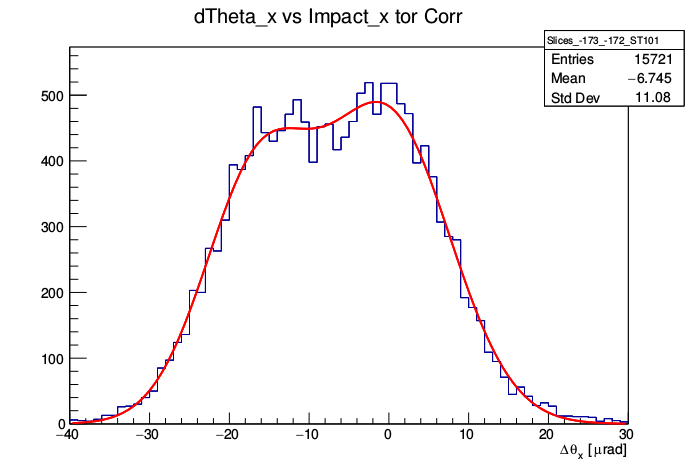 dTheta_x vs Impact_x tor Corr
Slices_-173_-172_ST101
Entries 15721
Mean −6.745
Std Dev 11.08
500
400
300
200
100
0
−40 −30 −20 −10 0 10 20 30
Δθx [μrad]